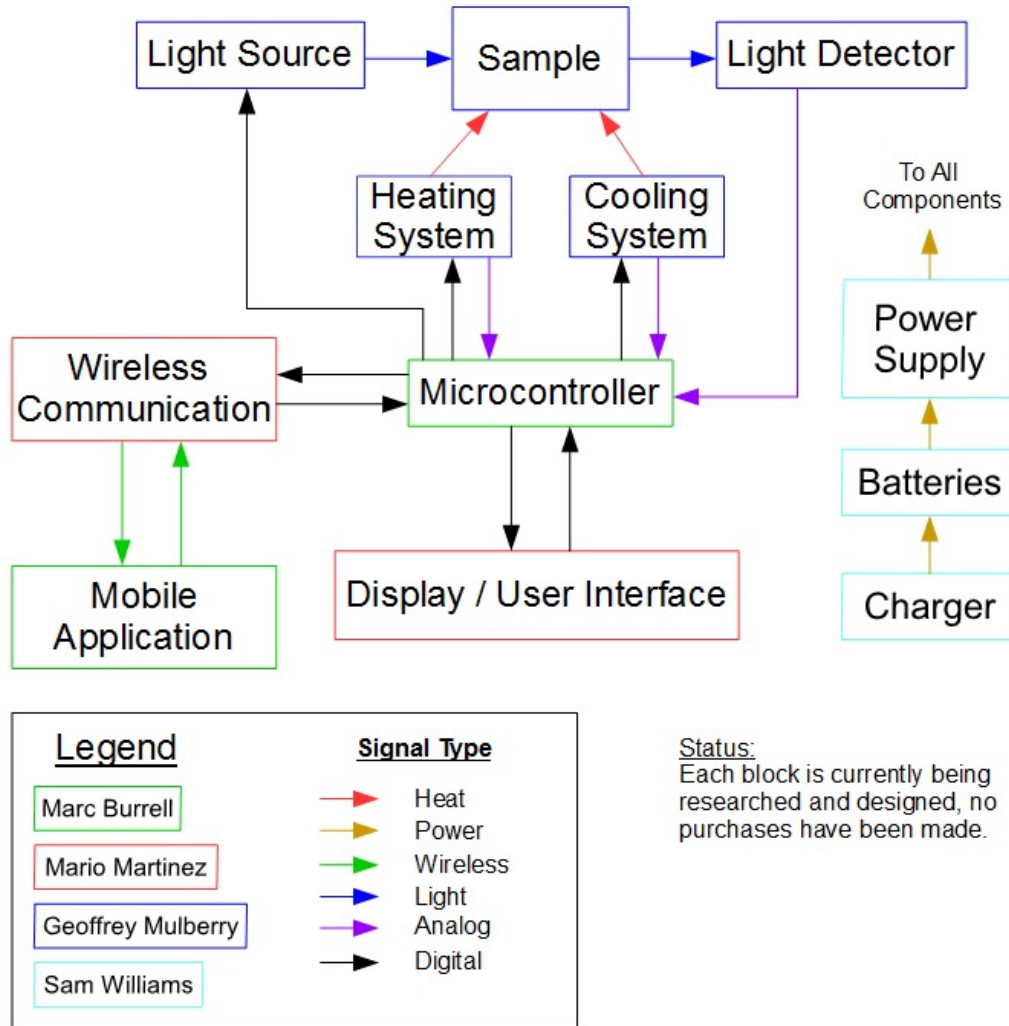 Light Source
Sample
Light Detector
Heating
System
Cooling
System
To All
Components
Power
Supply
Wireless
Communication
Microcontroller
Batteries
Mobile
Application
Display / User Interface
Charger
Legend
Marc Burrell
Mario Martinez
Geoffrey Mulberry
Sam Williams
Signal Type
Heat
Power
Wireless
Light
Analog
Digital
Status:
Each block is currently being
researched and designed, no
purchases have been made.